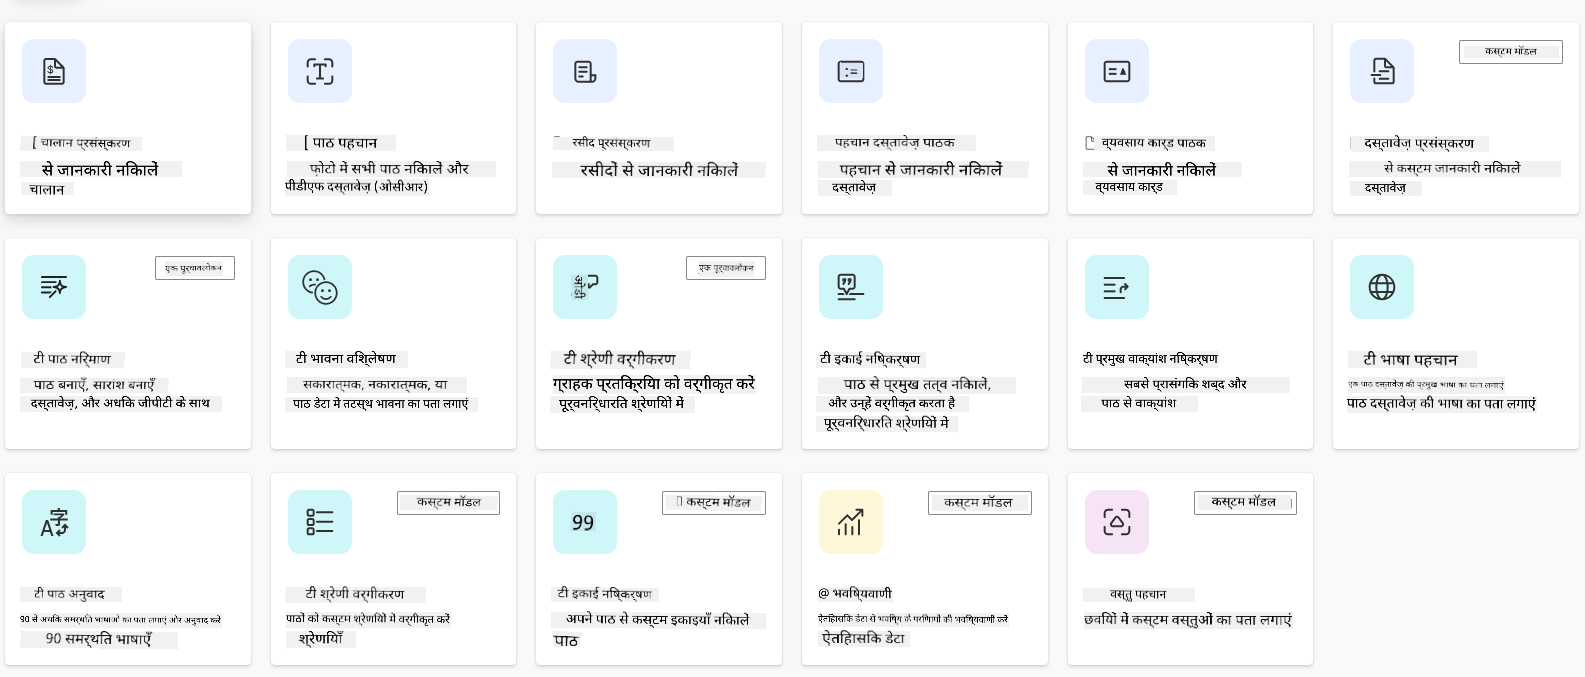 [ चालान प्रसंस्करण
से जानकारी निकालें
चालान
[ पाठ पहचान
फ़ोटो में सभी पाठ निकालें और
पीडीएफ दस्तावेज़ (ओसीआर)
रसीद प्रसंस्करण
रसीदों से जानकारी निकालें
पहचान दस्तावेज़ पाठक
पहचान से जानकारी निकालें
दस्तावेज़
व्यवसाय कार्ड पाठक
से जानकारी निकालें
व्यवसाय कार्ड
कस्टम मॉडल
दस्तावेज़ प्रसंस्करण
से कस्टम जानकारी निकालें
दस्तावेज़
एक पूर्वावलोकन
टी पाठ निर्माण
पाठ बनाएँ, सारांश बनाएँ
दस्तावेज़, और अधिक जीपीटी के साथ
टी भावना विश्लेषण
सकारात्मक, नकारात्मक, या
पाठ डेटा में तटस्थ भावना का पता लगाएं
एक पूर्वावलोकन
टी श्रेणी वर्गीकरण
ग्राहक प्रतिक्रिया को वर्गीकृत करें
पूर्वनिर्धारित श्रेणियों में
टी इकाई निष्कर्षण
पाठ से प्रमुख तत्व निकालें,
और उन्हें वर्गीकृत करता है
पूर्वनिर्धारित श्रेणियों में
टी प्रमुख वाक्यांश निष्कर्षण
सबसे प्रासंगिक शब्द और
पाठ से वाक्यांश
टी भाषा पहचान
एक पाठ दस्तावेज़ की प्रमुख भाषा का पता लगाएं
पाठ दस्तावेज़ की भाषा का पता लगाएं
टी पाठ अनुवाद
90 से अधिक समर्थित भाषाओं का पता लगाएं और अनुवाद करें
90 समर्थित भाषाएँ
कस्टम मॉडल
टी श्रेणी वर्गीकरण
पाठों को कस्टम श्रेणियों में वर्गीकृत करें
श्रेणियाँ
कस्टम मॉडल
99
टी इकाई निष्कर्षण
अपने पाठ से कस्टम इकाइयाँ निकालें
पाठ
कस्टम मॉडल
@ भविष्यवाणी
ऐतिहासिक डेटा से भविष्य के परिणामों की भविष्यवाणी करें
ऐतिहासिक डेटा
कस्टम मॉडल
वस्तु पहचान
छवियों में कस्टम वस्तुओं का पता लगाएं